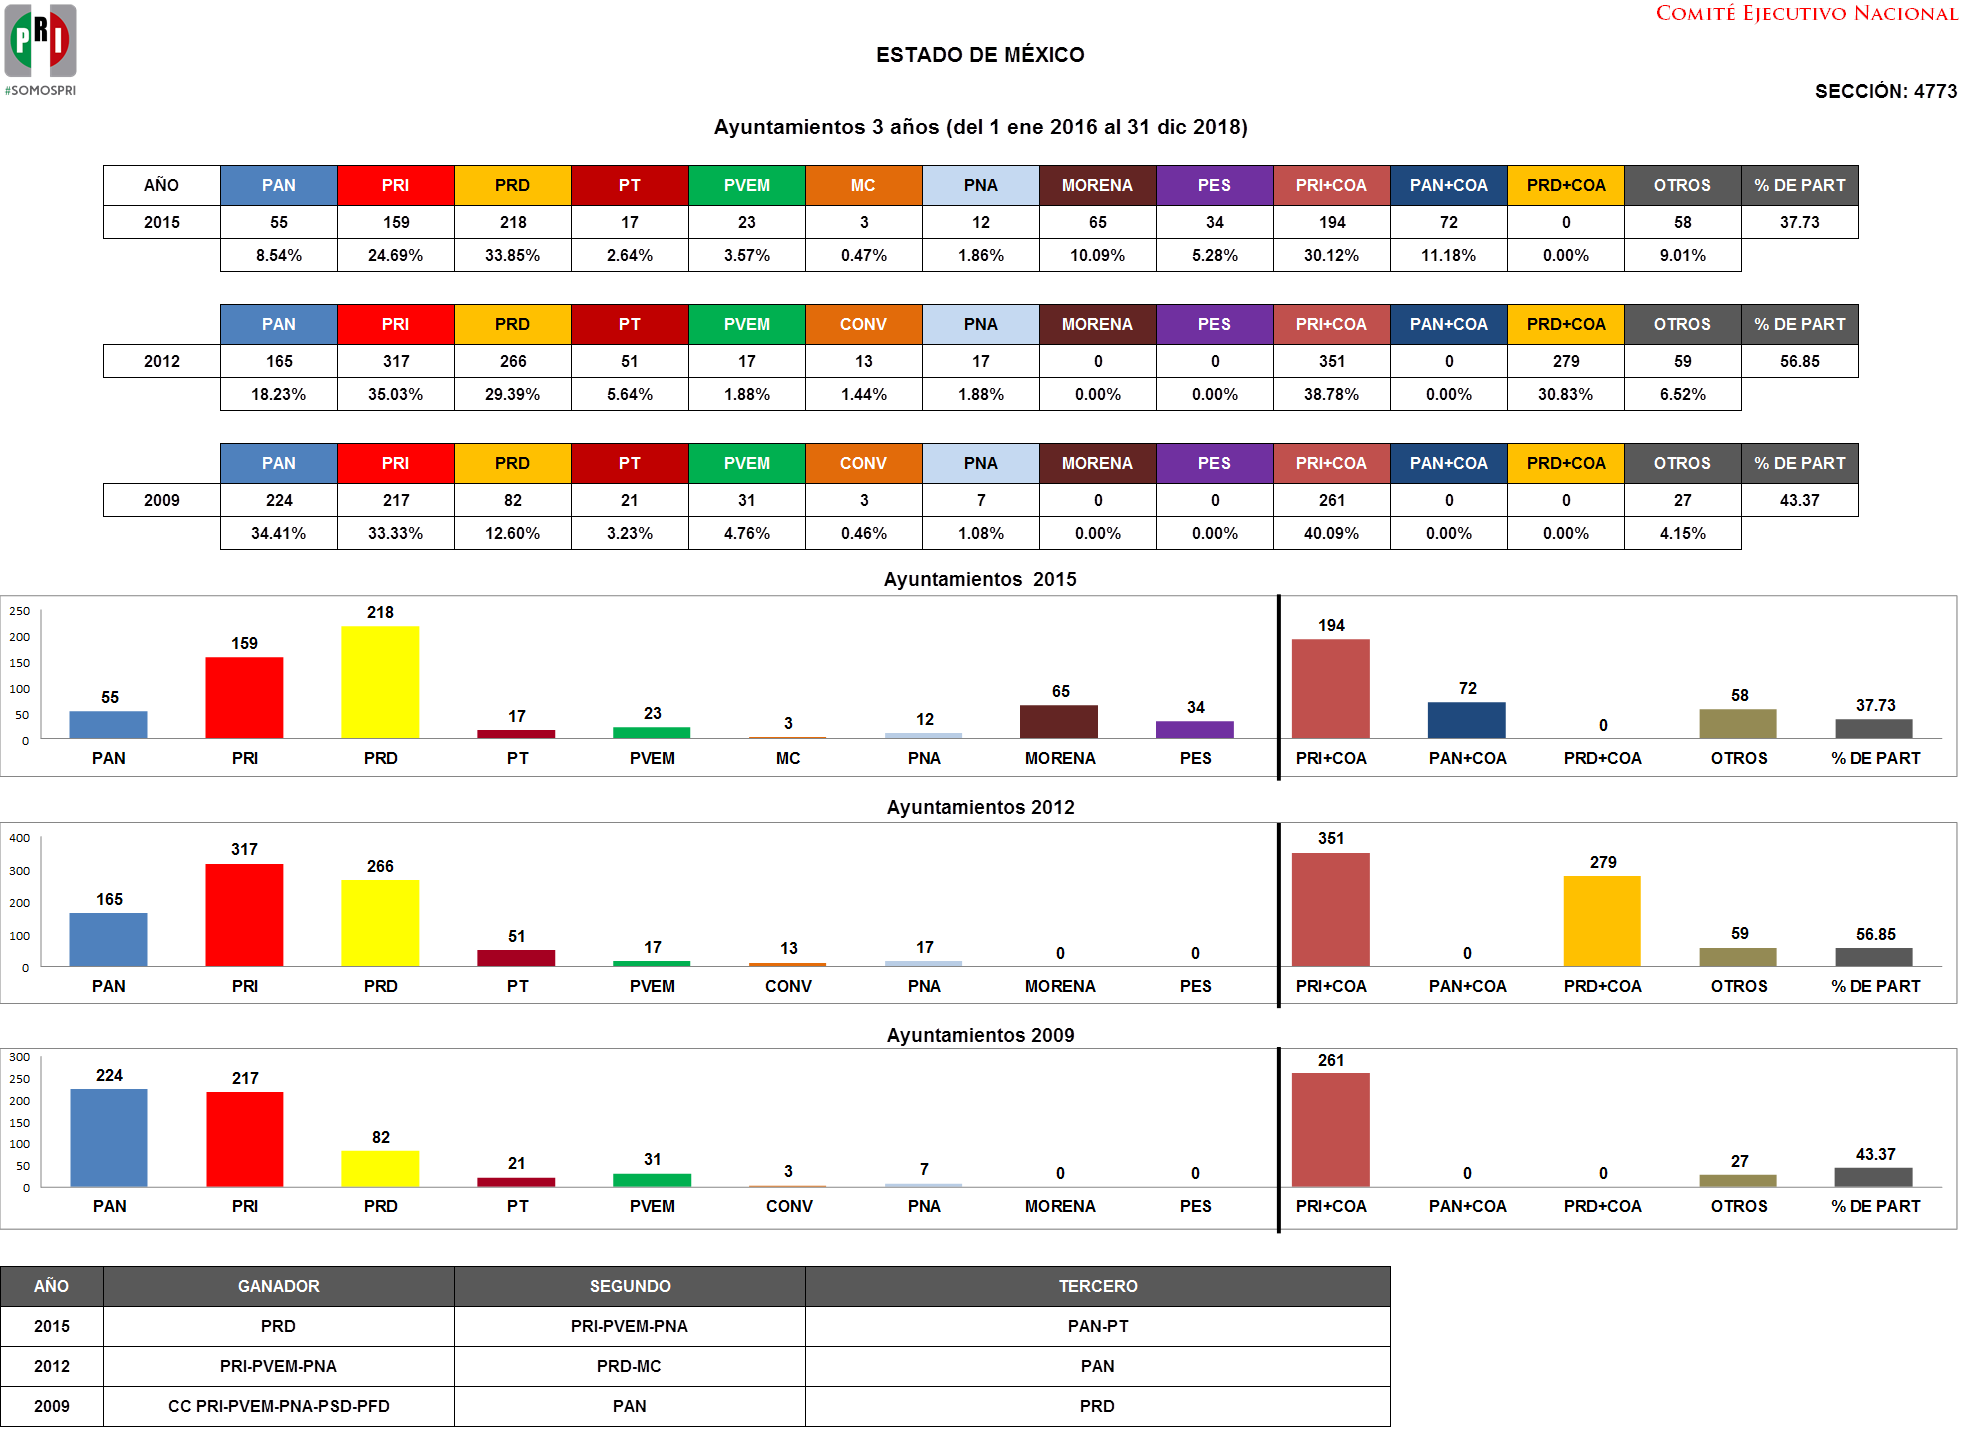 PRI
#SOMOSPRI
COMITÉ EJECUTIVO NACIONAL
ESTADO DE MÉXICO
SECCIÓN: 4773
Ayuntamientos 3 años (del 1 ene 2016 al 31 dic 2018)
AÑO PAN PRI PRD PT PVEM MC PNA MORENA PES PRI+COA PAN+COA PRD+COA OTROS % DE PART
2015 55 159 218 17 23 3 12 65 34 194 72 0 58 37.73
8.54% 24.69% 33.85% 2.64% 3.57% 0.47% 1.86% 10.09% 5.28% 30.12% 11.18% 0.00% 9.01%
PAN PRI PRD PT PVEM CONV PNA MORENA PES PRI+COA PAN+COA PRD+COA OTROS % DE PART
2012 165 317 266 51 17 13 17 0 0 351 0 279 59 56.85
18.23% 35.03% 29.39% 5.64% 1.88% 1.44% 1.88% 0.00% 0.00% 38.78% 0.00% 30.83% 6.52%
PAN PRI PRD PT PVEM CONV PNA MORENA PES PRI+COA PAN+COA PRD+COA OTROS % DE PART
2009 224 217 82 21 31 3 7 0 0 261 0 0 27 43.37
34.41% 33.33% 12.60% 3.23% 4.76% 0.46% 1.08% 0.00% 0.00% 40.09% 0.00% 0.00% 4.15%
Ayuntamientos 2015
250
200
150
100
50
0
55 159 218 17 23 3 12 65 34 194 72 0 58 37.73
PAN PRI PRD PT PVEM MC PNA MORENA PES PRI+COA PAN+COA PRD+COA OTROS % DE PART
Ayuntamientos 2012
400
300
200
100
0
165 317 266 51 17 13 17 0 0 351 0 279 59 56.85
PAN PRI PRD PT PVEM CONV PNA MORENA PES PRI+COA PAN+COA PRD+COA OTROS % DE PART
Ayuntamientos 2009
300
250
200
150
100
50
0
224 217 82 21 31 3 7 0 0 261 0 0 27 43.37
PAN PRI PRD PT PVEM CONV PNA MORENA PES PRI+COA PAN+COA PRD+COA OTROS % DE PART
AÑO GANADOR SEGUNDO TERCERO
2015 PRD PRI-PVEM-PNA PAN-PT
2012 PRI-PVEM-PNA PRD-MC PAN
2009 CC PRI-PVEM-PNA-PSD-PFD PAN PRD